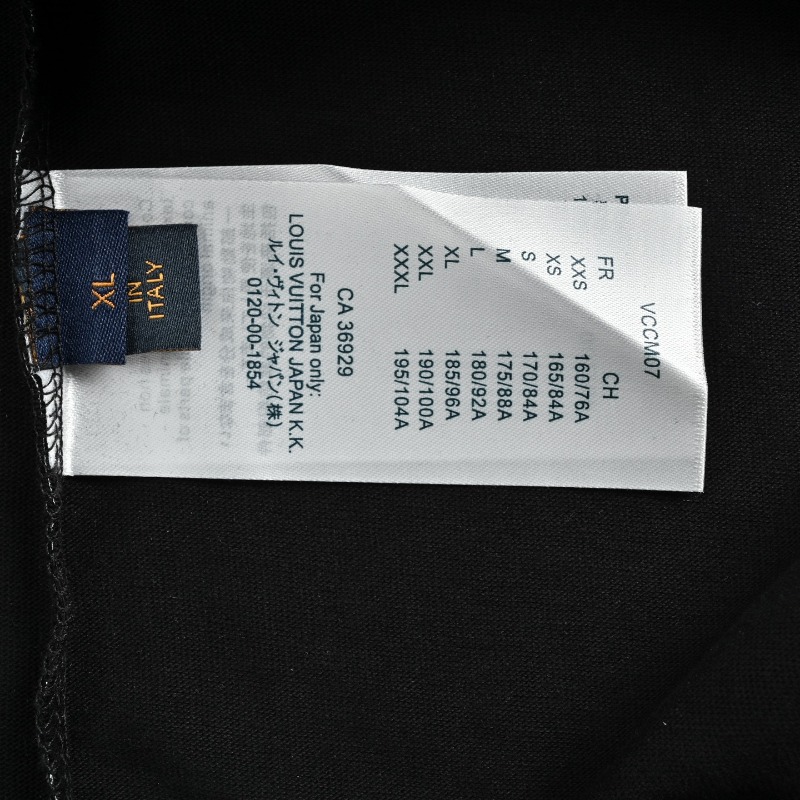 VCCM07
FR CH
XXS 160/76A
XS 165/84A
S 170/84A
M 175/88A
L 180/92A
XL 185/96A
XXL 190/100A
XXXL 195/104A
CA 36929
For Japan only:
LOUIS VUITTON JAPAN K.K.
ルイ・ヴィトン ジャパン(株)
0120-00-1854
XL
IN
ITALY